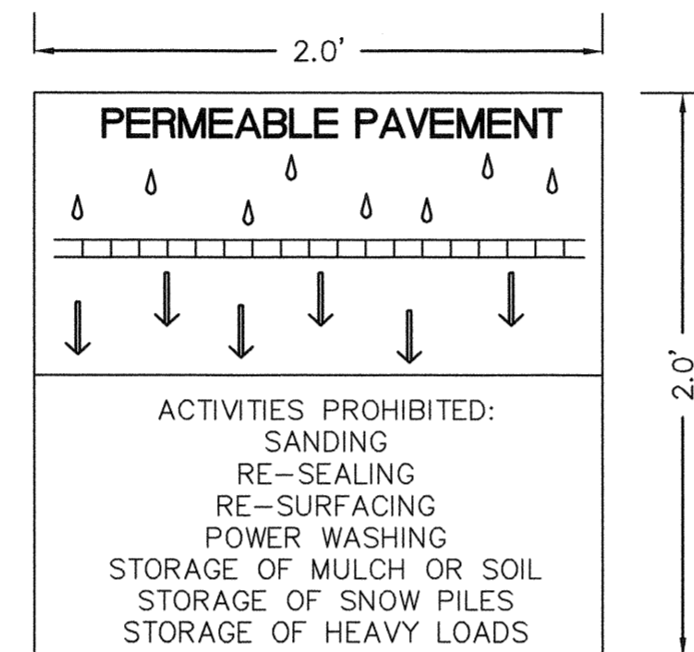 2.0'
PERMEABLE PAVEMENT
2.0'
ACTIVITIES PROHIBITED:
SANDING
RE-SEALING
RE-SURFACING
POWER WASHING
STORAGE OF MULCH OR SOIL
STORAGE OF SNOW PILES
STORAGE OF HEAVY LOADS